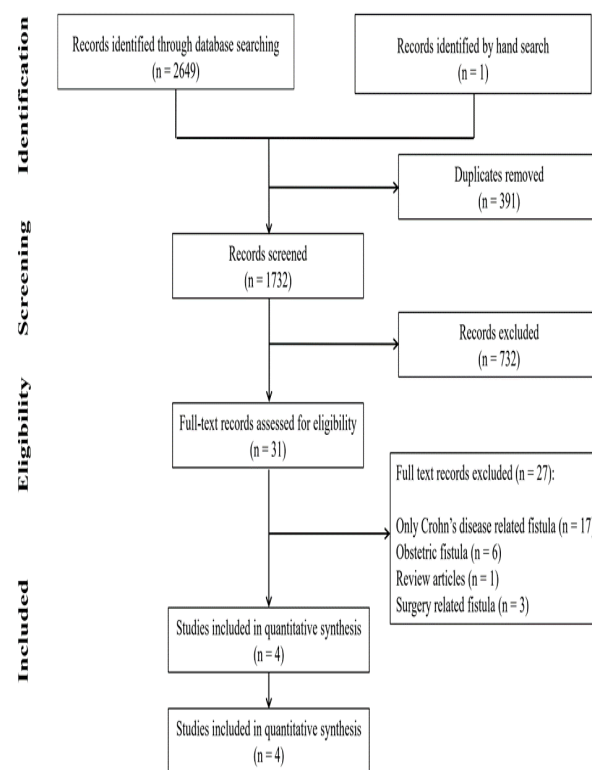 Identification
Records identified through database searching
(n = 2649)
Records identified by hand search
(n = 1)
Duplicates removed
(n = 391)
Screening
Records screened
(n = 1732)
Records excluded
(n = 732)
Eligibility
Full-text records assessed for eligibility
(n = 31)
Full text records excluded (n = 27):
Only Crohn's disease related fistula (n = 17)
Obstetric fistula (n = 6)
Review articles (n = 1)
Surgery related fistula (n = 3)
Included
Studies included in quantitative synthesis
(n = 4)
Studies included in quantitative synthesis
(n = 4)